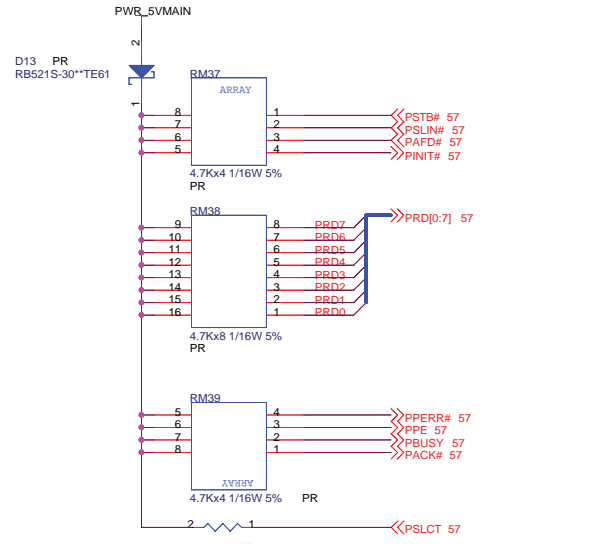 PWR_5VMAIN
2
D13 PR
RB521S-30**TE61
1
RM37
ARRAY
8 1 PSTB# 57
7 2 PSLIN# 57
6 3 PAFD# 57
5 4 PINIT# 57
4.7Kx4 1/16W 5%
PR
RM38
9 8 PRD7 PRD[0:7] 57
10 7 PRD6
11 6 PRD5
12 5 PRD4
13 4 PRD3
14 3 PRD2
15 2 PRD1
16 1 PRD0
4.7Kx8 1/16W 5%
PR
RM39
5 4 PPERR# 57
6 3 PPE 57
7 2 PBUSY 57
8 1 PACK# 57
ARRAY
4.7Kx4 1/16W 5% PR
2 1 PSLCT 57